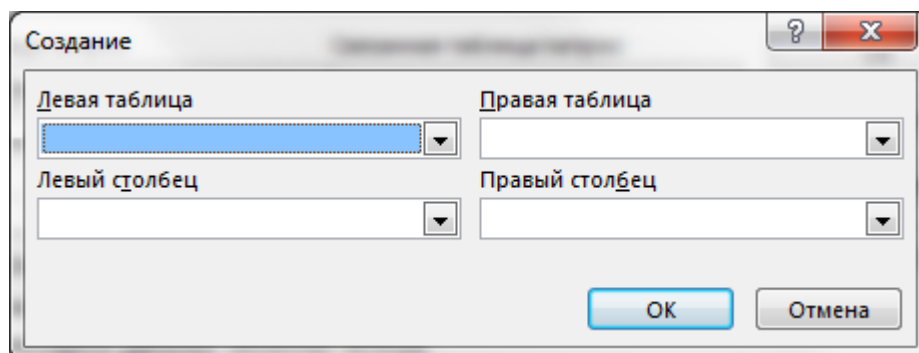 Создание
Левая таблица
Правая таблица
Левый столбец
Правый столбец
ОК
Отмена